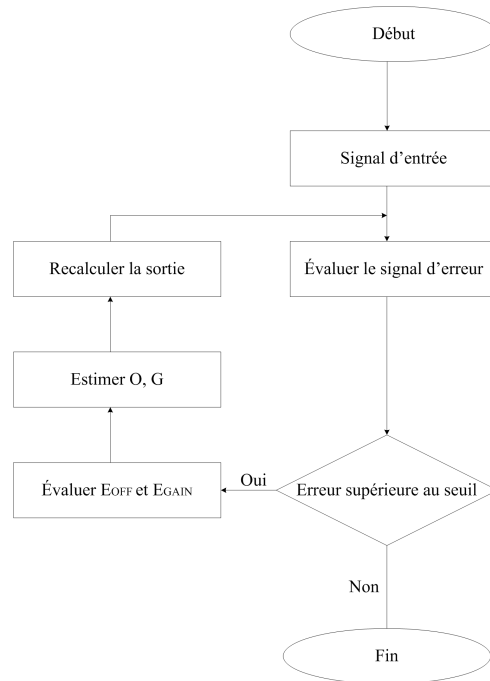 Début
Signal d’entrée
Recalculer la sortie
Évaluer le signal d’erreur
Estimer O, G
Évaluer EOFF et EGAIN
Oui
Erreur supérieure au seuil
Non
Fin